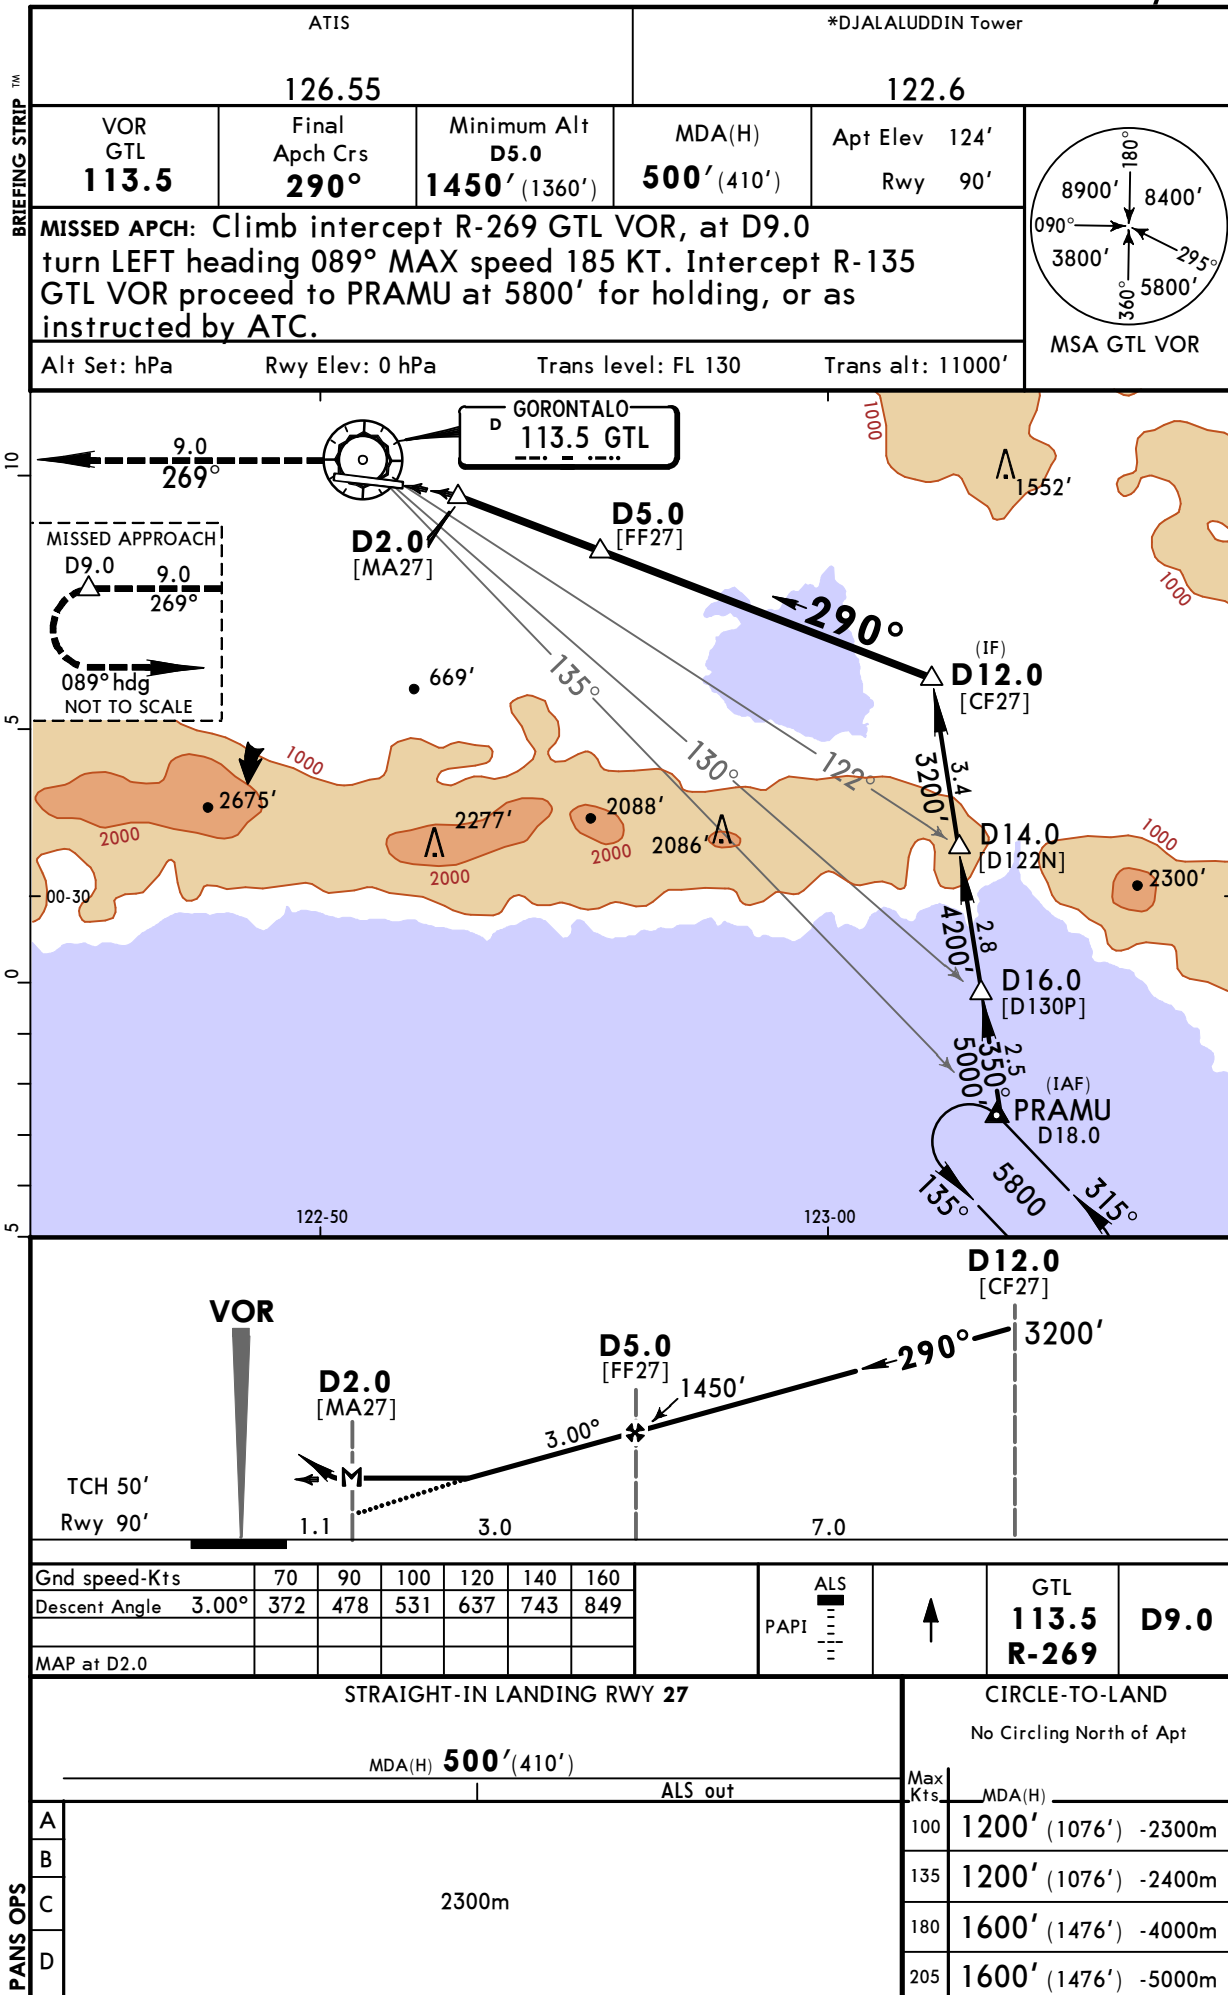 BRIEFING STRIP TM
ATIS
126.55
*DJALALUDDIN Tower
122.6
VOR
GTL
113.5
Final
Apch Crs
290°
Minimum Alt
D5.0
1450' (1360')
MDA(H)
500' (410')
Apt Elev 124'
Rwy 90'
MISSED APCH: Climb intercept R-269 GTL VOR, at D9.0
turn LEFT heading 089° MAX speed 185 KT. Intercept R-135
GTL VOR proceed to PRAMU at 5800' for holding, or as
instructed by ATC.
Alt Set: hPa Rwy Elev: 0 hPa Trans level: FL 130 Trans alt: 11000'
180°
8900' 8400'
090°
3800'
295°
5800'
360°
MSA GTL VOR
GORONTALO
D 113.5 GTL
1000
1552'
1000
9.0
269°
10
D5.0
[FF27]
D2.0
[MA27]
MISSED APPROACH
D9.0 9.0
269°
089° hdg
NOT TO SCALE
290°
(IF)
D12.0
[CF27]
135°
669'
130°
122°
5
1000
3.4
3200'
2675'
2000
2277'
2000
2088'
2000
2086'
D14.0
[D122N]
1000
2300'
00-30
2.8
4200'
0
D16.0
[D130P]
2.5
350°
5000'
(IAF)
PRAMU
D18.0
135°
5800
315°
5
122-50
123-00
D12.0
[CF27]
3200'
290°
VOR
D5.0
[FF27]
1450'
D2.0
[MA27]
3.00°
TCH 50'
Rwy 90'
1.1 3.0 7.0
Gnd speed-Kts 70 90 100 120 140 160
Descent Angle 3.00° 372 478 531 637 743 849
MAP at D2.0
ALS
PAPI
GTL
113.5
R-269
D9.0
PANS OPS
STRAIGHT-IN LANDING RWY 27
MDA(H) 500' (410')
ALS out
A
B
C
D
2300m
CIRCLE-TO-LAND
No Circling North of Apt
Max
Kts MDA(H)
100 1200' (1076') -2300m
135 1200' (1076') -2400m
180 1600' (1476') -4000m
205 1600' (1476') -5000m